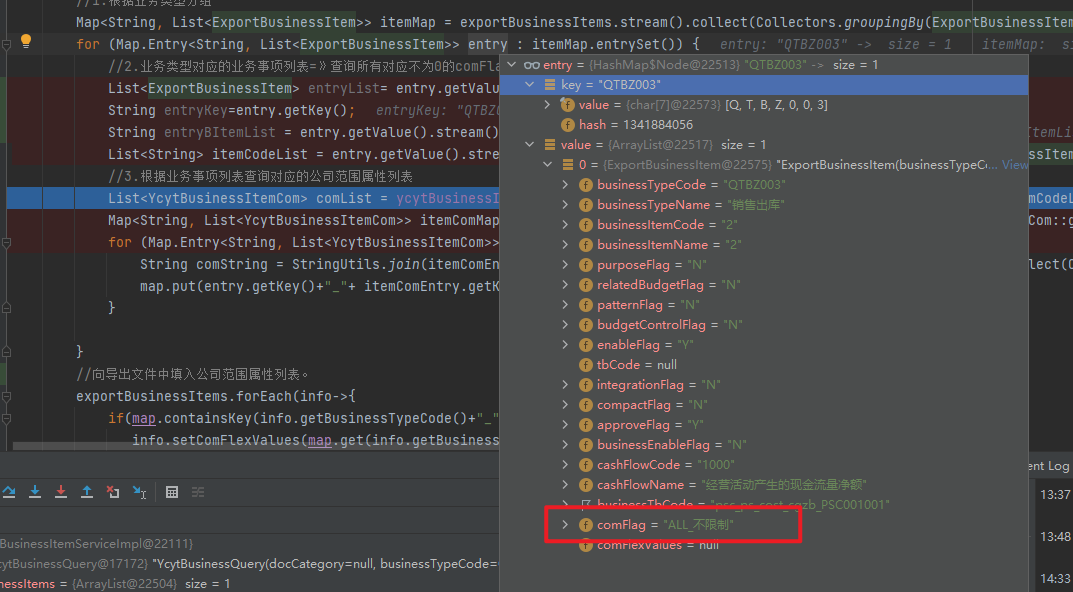 //1.根据业务类型分组
Map<String, List<ExportBusinessItem>> itemMap = exportBusinessItems.stream().collect(Collectors.groupingBy(ExportBusinessItem
for (Map.Entry<String, List<ExportBusinessItem>> entry : itemMap.entrySet()) { entry: "QTBZ003" -> size = 1 itemMap: si
//2.业务类型对应的业务事项列表=》查询所有对应不为0的comFla
List<ExportBusinessItem> entryList= entry.getValu
String entryKey=entry.getKey(); entryKey: "QTBZ0
String entryBItemList = entry.getValue().stream()
List<String> itemCodeList = entry.getValue().stre
//3.根据业务事项列表查询对应的公司范围属性列表
List<YcytBusinessItemCom> comList = ycytBusinessI
Map<String, List<YcytBusinessItemCom>> itemComMap
for (Map.Entry<String, List<YcytBusinessItemCom>>
String comString = StringUtils.join(itemComEn
map.put(entry.getKey()+"_"+ itemComEntry.getK
}
}
//向导出文件中填入公司范围属性列表。
exportBusinessItems.forEach(info->{
if(map.containsKey(info.getBusinessTypeCode()+"_"
info.setComFlexValues(map.get(info.getBusiness
entry = {HashMap$Node@22513} "QTBZ003" -> size = 1
key = "QTBZ003"
value = {char[7]@22573} [Q, T, B, Z, 0, 0, 3]
hash = 1341884056
value = {ArrayList@22517} size = 1
0 = {ExportBusinessItem@22575} "ExportBusinessItem(businessTypeC... View
businessTypeCode = "QTBZ003"
businessTypeName = "销售出库"
businessItemCode = "2"
businessItemName = "2"
purposeFlag = "N"
relatedBudgetFlag = "N"
patternFlag = "N"
budgetControlFlag = "N"
enableFlag = "Y"
tbCode = null
integrationFlag = "N"
compactFlag = "N"
approveFlag = "Y"
businessEnableFlag = "N"
cashFlowCode = "1000"
cashFlowName = "经营活动产生的现金流量净额"
businessTbCode = "psc_ps_cost_cgzb_PSC001001"
comFlag = "ALL_不限制"
comFlexValues = null
ItemLi
ssItem
mCodeL
Com::g
lect(C
ent Log
13:37
13:48
14:33
BusinessItemServiceImpl@22111}
cytBusinessQuery@17172} "YcytBusinessQuery(docCategory=null, businessTypeCode=
nessItems = {ArrayList@22504} size = 1